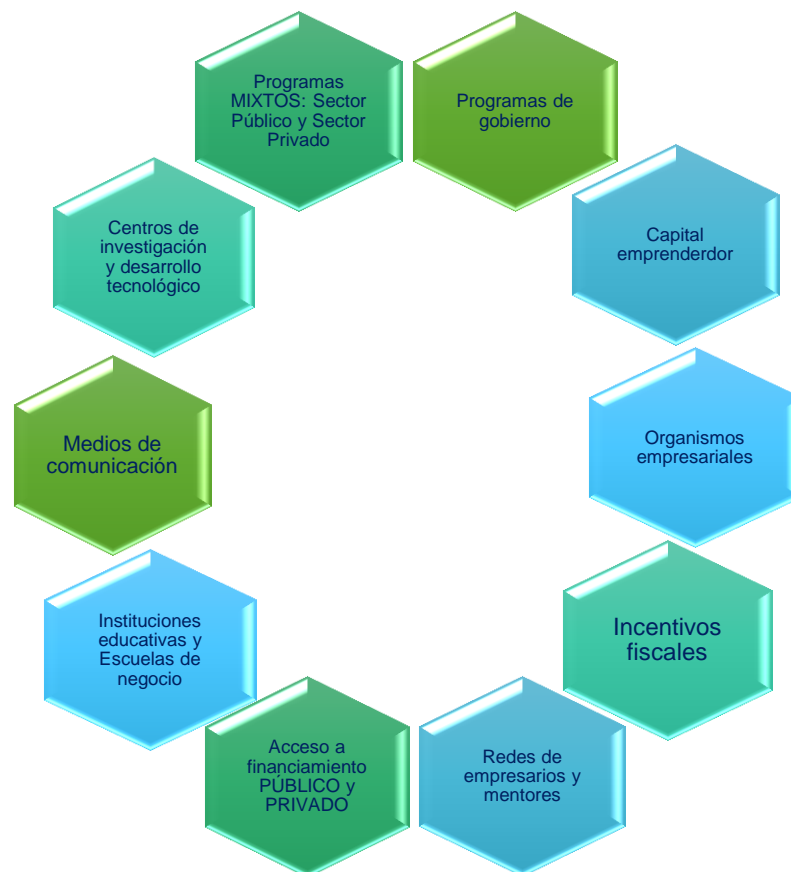 Programas
MIXTOS: Sector
Público y Sector
Privado
Programas de
gobierno
Capital
emprenderdor
Organismos
empresariales
Incentivos
fiscales
Redes de
empresarios y
mentores
Acceso a
financiamiento
PÚBLICO y
PRIVADO
Instituciones
educativas y
Escuelas de
negocio
Medios de
comunicación
Centros de
investigación
y desarrollo
tecnológico